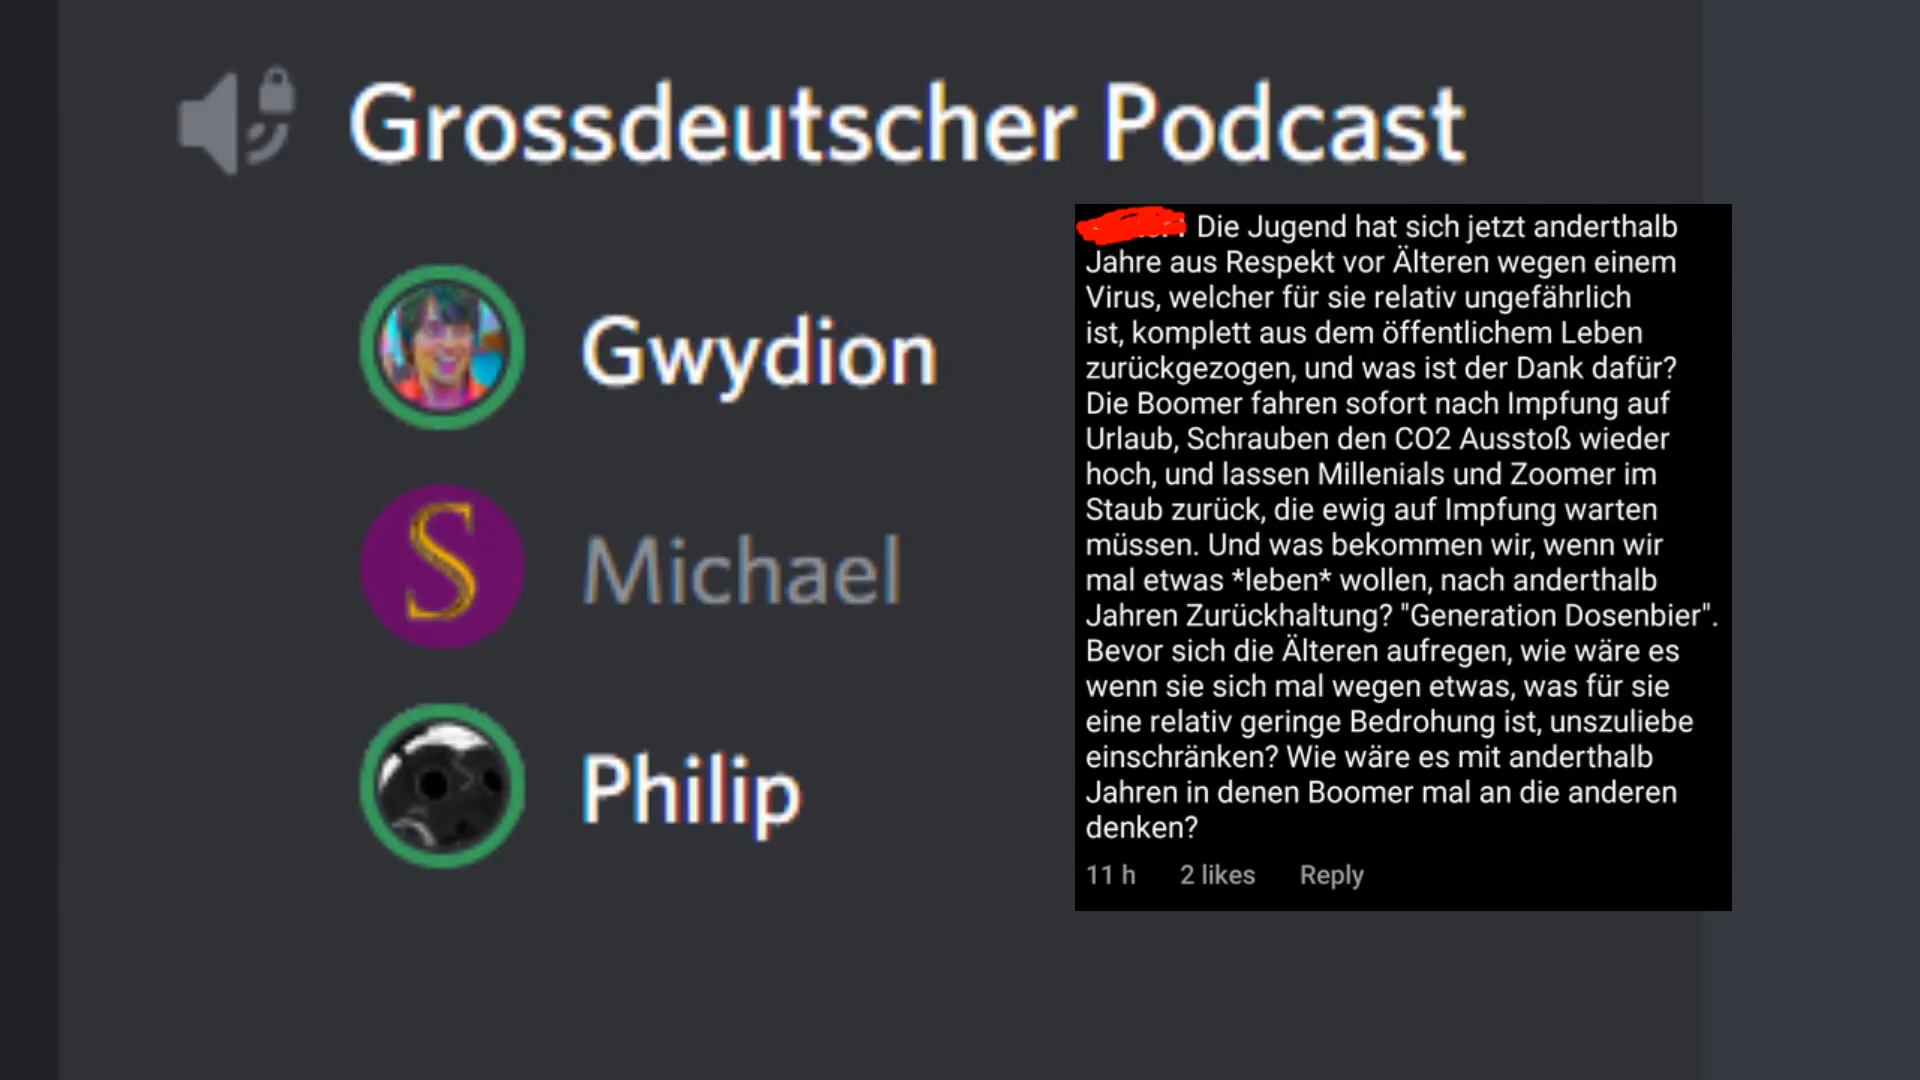 Grossdeutscher Podcast
Gwydion
S
Michael
Philip
Die Jugend hat sich jetzt anderthalb
Jahre aus Respekt vor Älteren wegen einem
Virus, welcher für sie relativ ungefährlich
ist, komplett aus dem öffentlichem Leben
zurückgezogen, und was ist der Dank dafür?
Die Boomer fahren sofort nach Impfung auf
Urlaub, Schrauben den CO2 Ausstoß wieder
hoch, und lassen Millenials und Zoomer im
Staub zurück, die ewig auf Impfung warten
müssen. Und was bekommen wir, wenn wir
mal etwas *leben* wollen, nach anderthalb
Jahren Zurückhaltung? "Generation Dosenbier".
Bevor sich die Älteren aufregen, wie wäre es
wenn sie sich mal wegen etwas, was für sie
eine relativ geringe Bedrohung ist, unszuliebe
einschränken? Wie wäre es mit anderthalb
Jahren in denen Boomer mal an die anderen
denken?
11 h 2 likes Reply